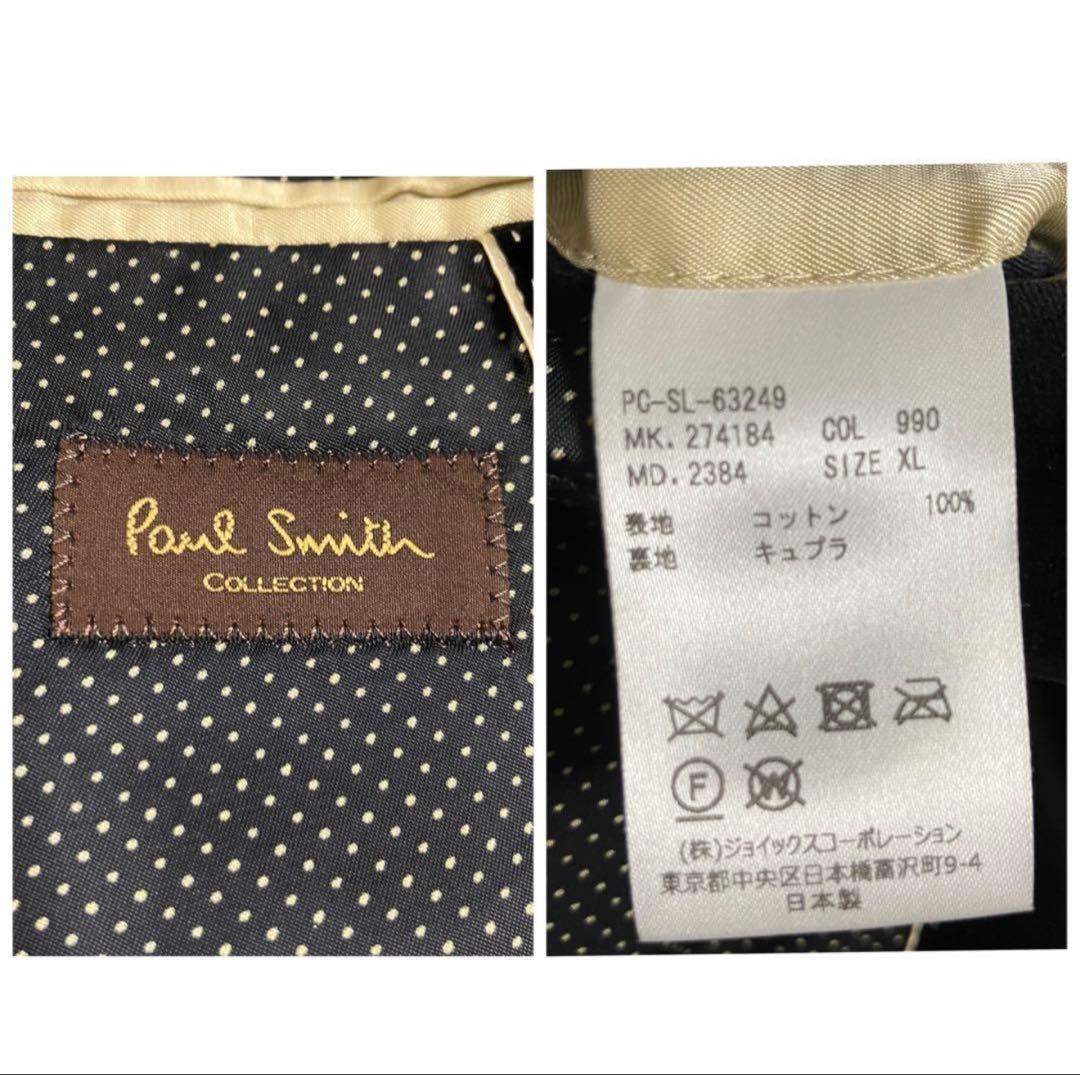 Paul Smith
COLLECTION
PC-SL-63249
MK. 274184 COL 990
MD. 2384 SIZE XL
表地 コットン 100%
裏地 キュプラ
F
W
(株)ジョイックスコーポレーション
東京都中央区日本橋富沢町9-4
日本製